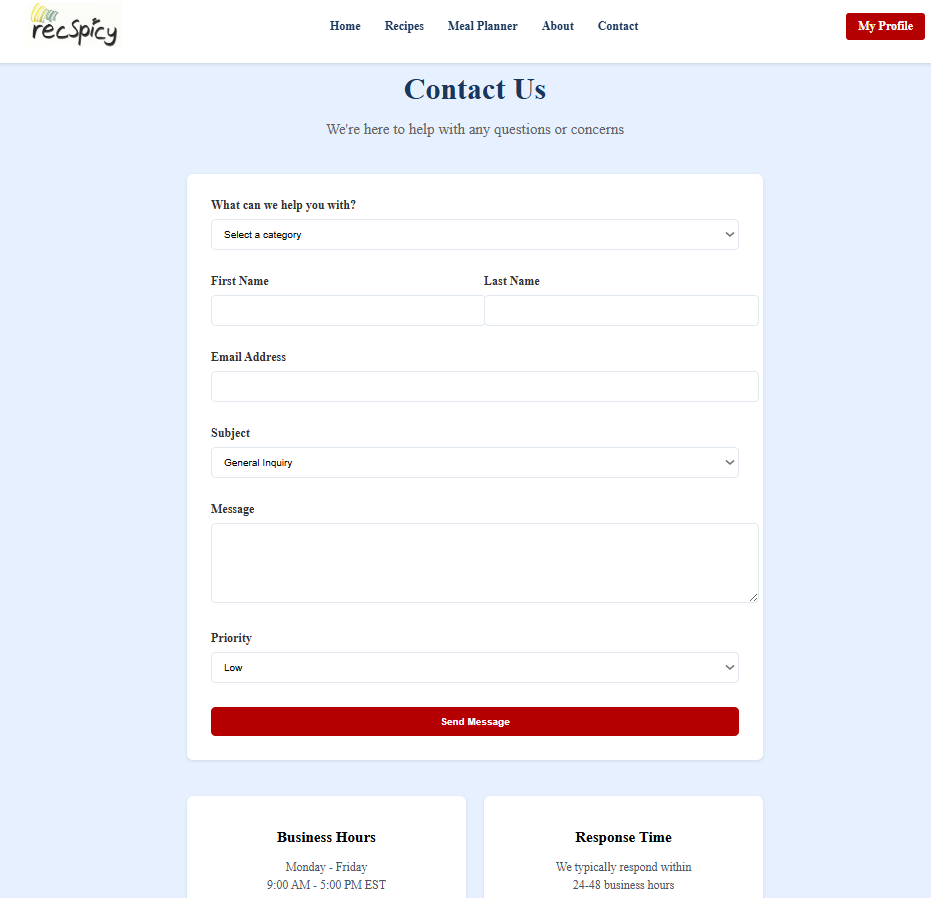 recSpicy
Home Recipes Meal Planner About Contact
My Profile
Contact Us
We're here to help with any questions or concerns
What can we help you with?
Select a category
First Name Last Name
Email Address
Subject
General Inquiry
Message
Priority
Low
Send Message
Business Hours
Monday - Friday
9:00 AM - 5:00 PM EST
Response Time
We typically respond within
24-48 business hours